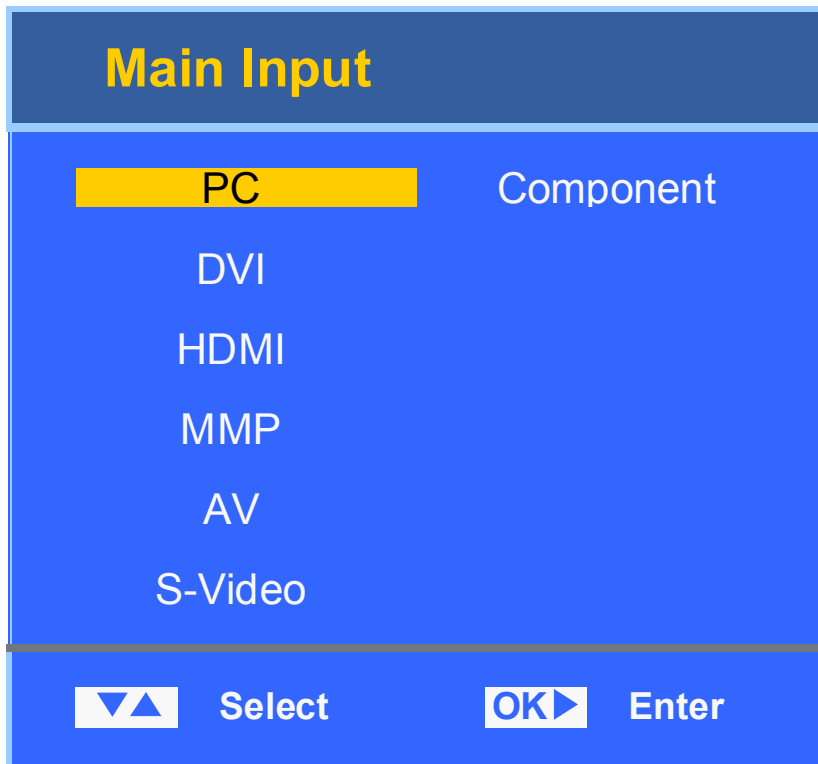 Main Input
PC Component
DVI
HDMI
MMP
AV
S-Video
▼▲ Select OK▶ Enter